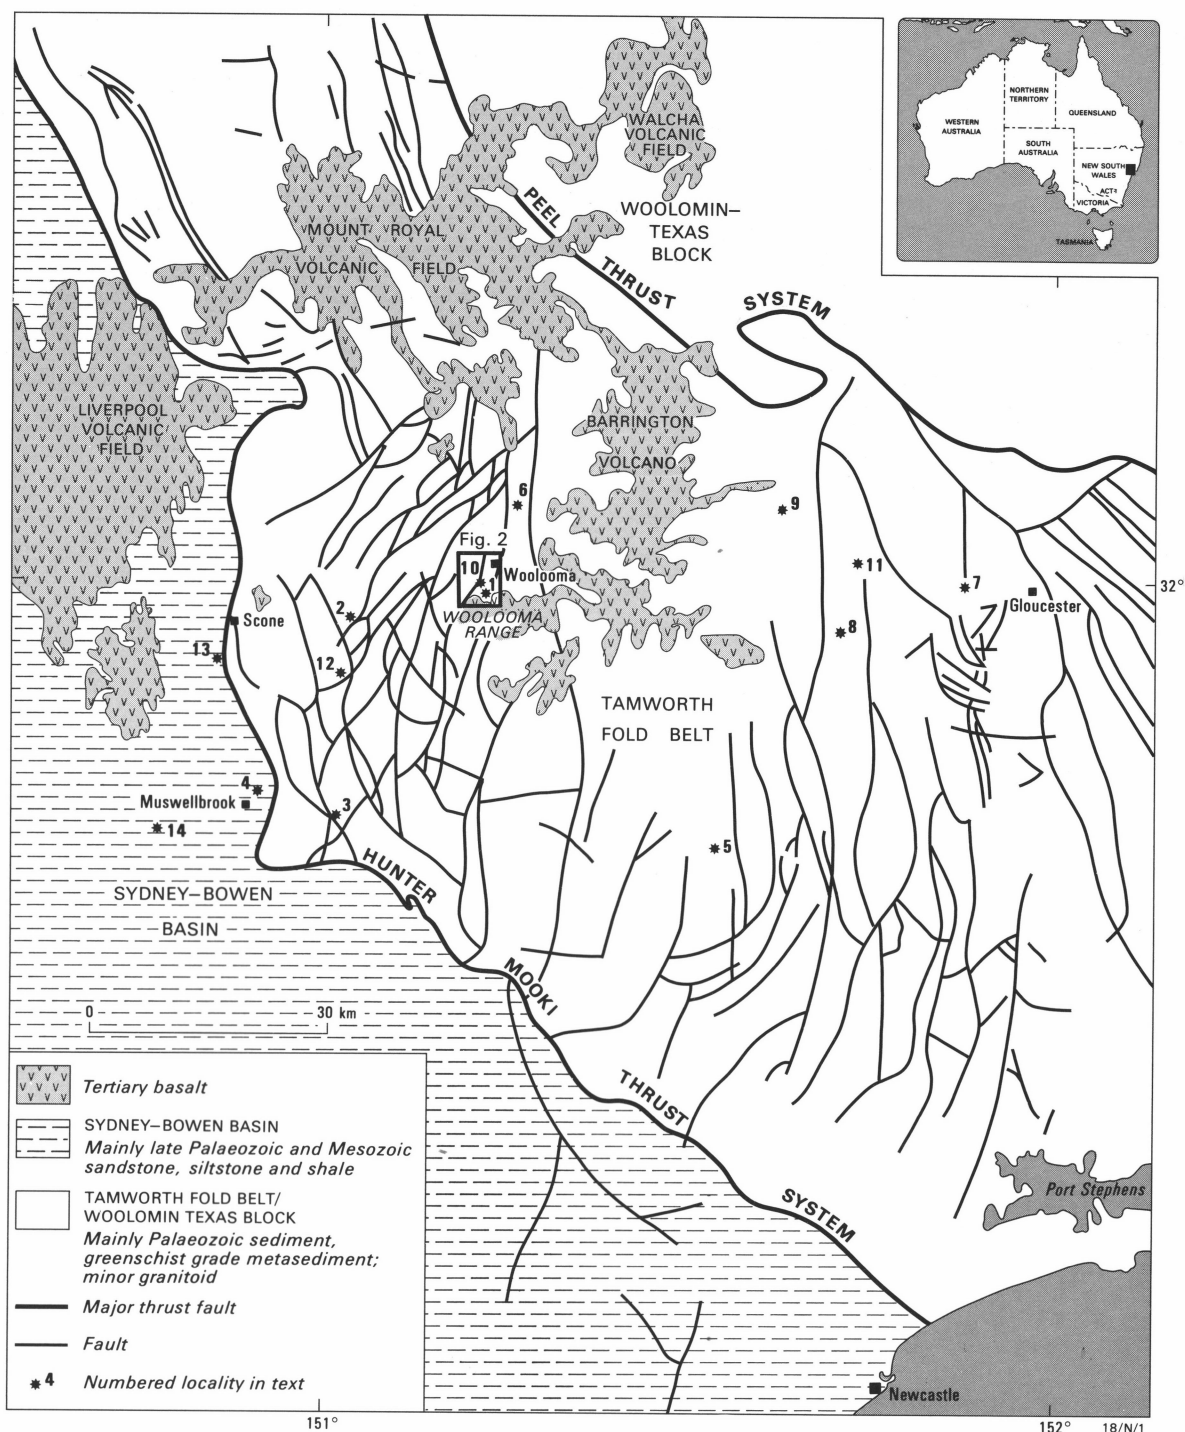 WESTERN
AUSTRALIA
NORTHERN
TERRITORY
QUEENSLAND
SOUTH
AUSTRALIA
NEW SOUTH
WALES
ACT
VICTORIA
TASMANIA
WALCHA
VOLCANIC
FIELD
WOOLOMIN–
TEXAS
BLOCK
PEEL
THRUST
SYSTEM
MOUNT ROYAL
VOLCANIC FIELD
LIVERPOOL
VOLCANIC
FIELD
BARRINGTON
VOLCANO
6
9
Fig. 2
10
1
Woolooma
WOOLOOMA
RANGE
11
7
32°
Gloucester
8
2
Scone
13
12
TAMWORTH
FOLD BELT
4
Muswellbrook
3
14
5
HUNTER
MOOKI
THRUST
SYSTEM
SYDNEY–BOWEN
BASIN
0 30 km
Tertiary basalt
SYDNEY–BOWEN BASIN
Mainly late Palaeozoic and Mesozoic
sandstone, siltstone and shale
TAMWORTH FOLD BELT/
WOOLOMIN TEXAS BLOCK
Mainly Palaeozoic sediment,
greenschist grade metasediment;
minor granitoid
Major thrust fault
Fault
4 Numbered locality in text
Port Stephens
Newcastle
151°
152°
18/N/1